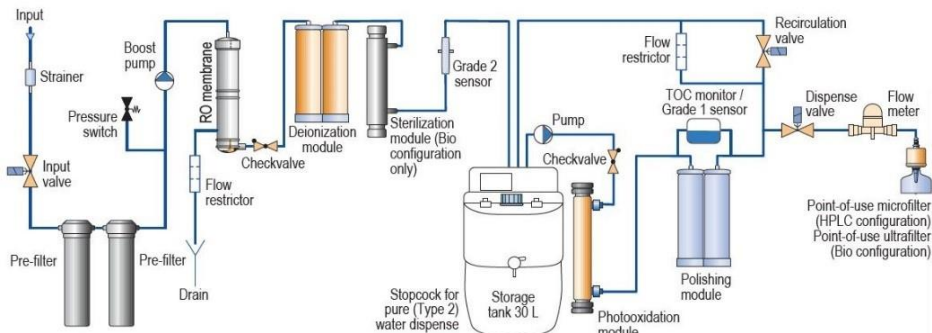 Input
Strainer
Input
valve
Pre-filter
Pre-filter
Boost
pump
Pressure
switch
RO membrane
Flow
restrictor
Drain
Checkvalve
Deionization
module
Sterilization
module (Bio
configuration
only)
Grade 2
sensor
Stopcock for
pure (Type 2)
water dispense
Storage
tank 30 L
Pump
Checkvalve
Photooxidation
module
Flow
restrictor
Recirculation
valve
TOC monitor /
Grade 1 sensor
Polishing
module
Dispense
valve
Flow
meter
Point-of-use microfilter
(HPLC configuration)
Point-of-use ultrafilter
(Bio configuration)